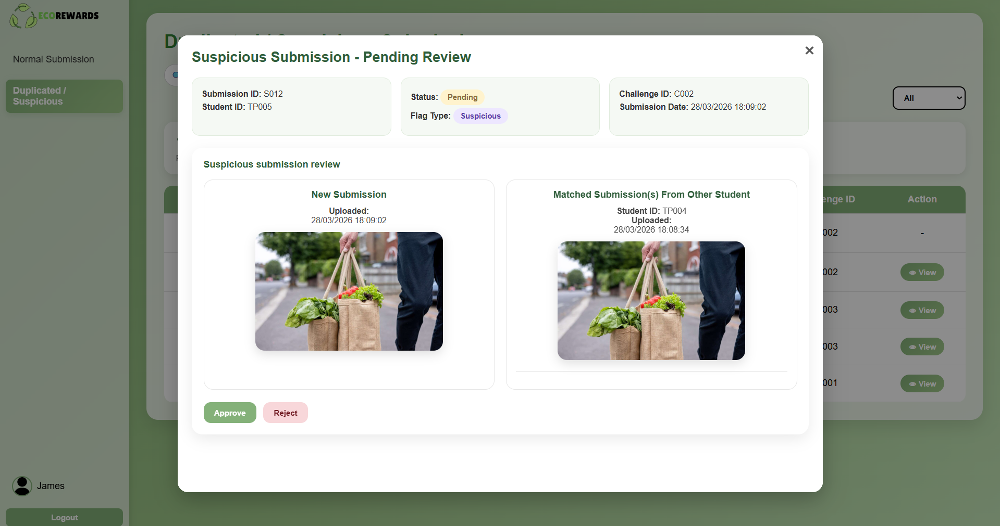 ECOREWARDS
Normal Submission
Duplicated /
Suspicious
James
Logout
Suspicious Submission - Pending Review
×
Submission ID: S012
Student ID: TP005
Status: Pending
Flag Type: Suspicious
Challenge ID: C002
Submission Date: 28/03/2026 18:09:02
Suspicious submission review
New Submission
Uploaded:
28/03/2026 18:09:02
Matched Submission(s) From Other Student
Student ID: TP004
Uploaded:
28/03/2026 18:08:34
Approve
Reject
All
enge ID Action
002 -
002 View
003 View
003 View
001 View